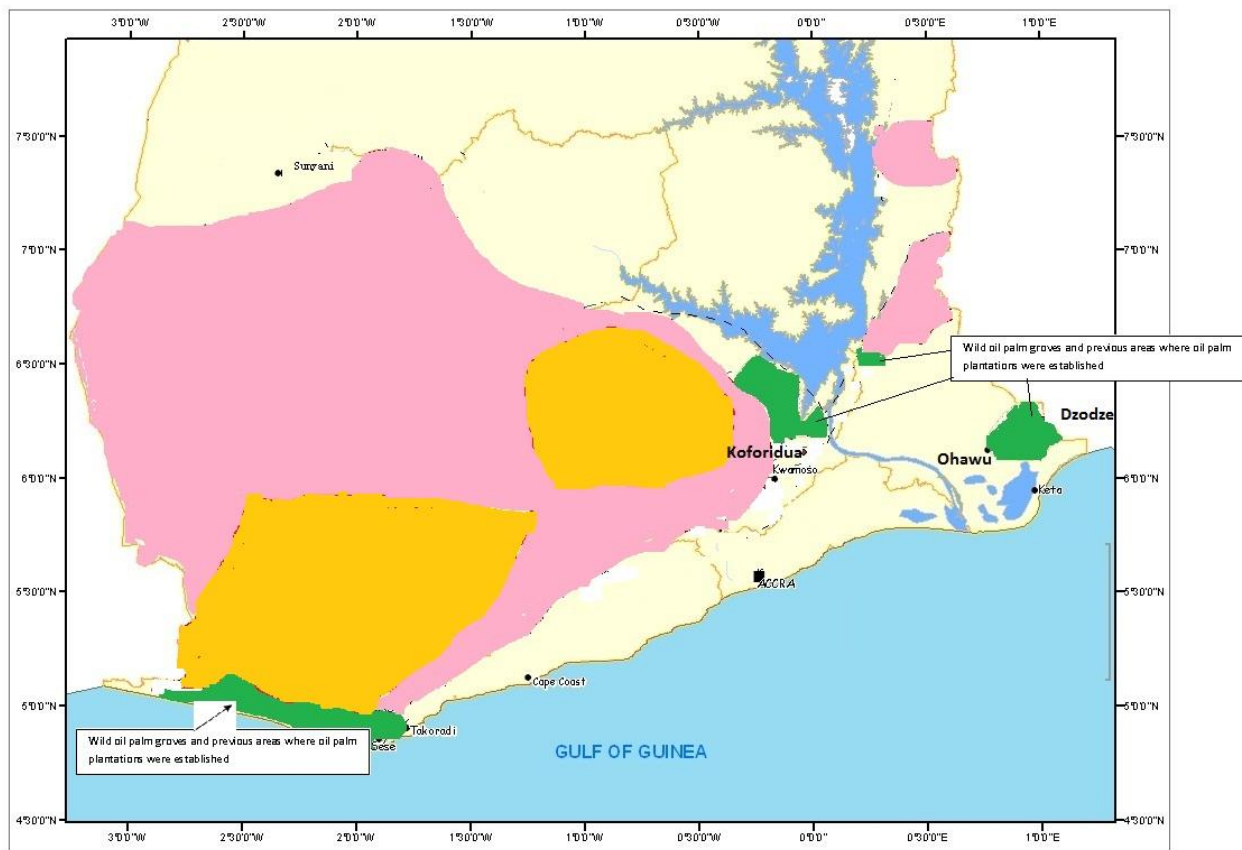 3°0'0"W 2°30'0"W 2°0'0"W 1°30'0"W 1°0'0"W 0°30'0"W 0°0'0" 0°30'0"E 1°0'0"E
7°30'0"N 7°30'0"N
Sunyani
7°0'0"N 7°0'0"N
Wild oil palm groves and previous areas where oil palm
plantations were established
6°30'0"N 6°30'0"N
Dzodze
Koforidua
Ohawu
Kwamoso
6°0'0"N 6°0'0"N
Keta
ACCRA
5°30'0"N 5°30'0"N
Cape Coast
5°0'0"N 5°0'0"N
Takoradi
Wild oil palm groves and previous areas where oil palm
plantations were established
Sese
GULF OF GUINEA
4°30'0"N 4°30'0"N
3°0'0"W 2°30'0"W 2°0'0"W 1°30'0"W 1°0'0"W 0°30'0"W 0°0'0" 0°30'0"E 1°0'0"E